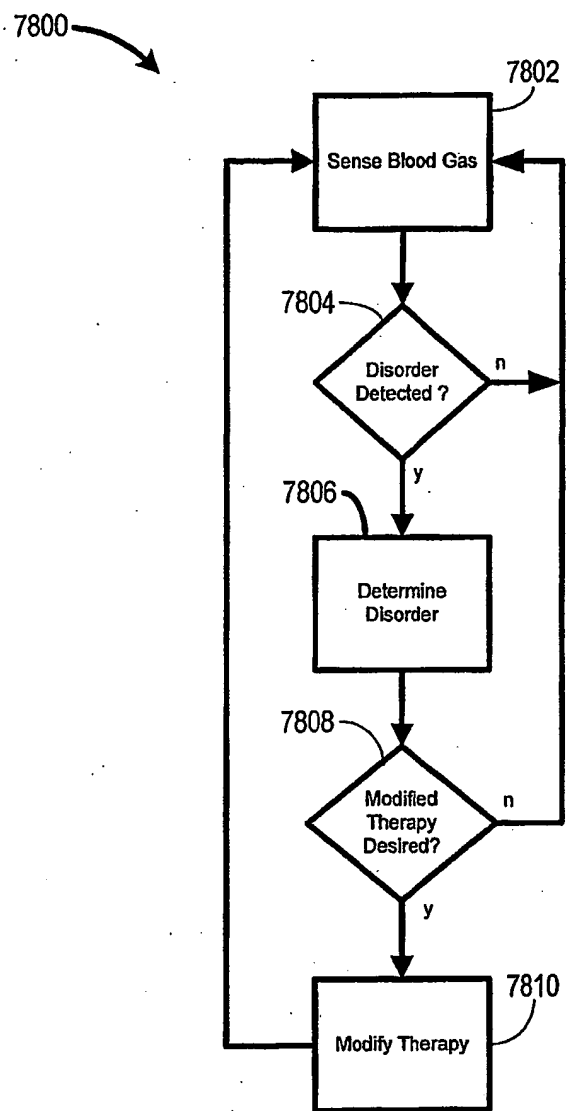 7800
7802
Sense Blood Gas
7804
Disorder
Detected ?
n
y
7806
Determine
Disorder
7808
Modified
Therapy
Desired?
n
y
7810
Modify Therapy